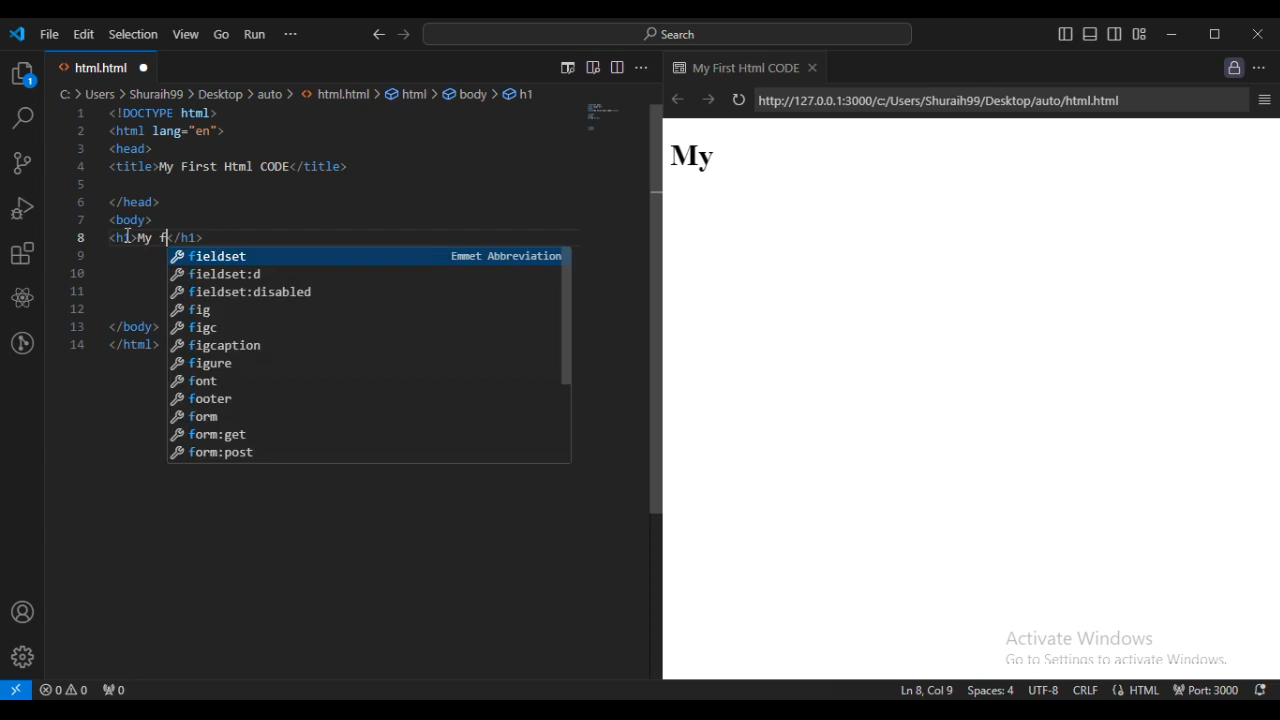 File Edit Selection View Go Run ··· Search
html.html My First Html CODE
C: > Users > Shuraih99 > Desktop > auto > html.html > html > body > h1
http://127.0.0.1:3000/c:/Users/Shuraih99/Desktop/auto/html.html
1 <!DOCTYPE html>
2 <html lang="en">
3 <head>
4 <title>My First Html CODE</title>
5
6 </head>
7 <body>
8 <h1>My f</h1>
9 fieldset Emmet Abbreviation
10 fieldset:d
11 fieldset:disabled
12 fig
figc
13 </body>
14 </html>
figcaption
figure
font
footer
form
form:get
form:post
My
1
Activate Windows
Go to Settings to activate Windows.
0 0 0 Ln 8, Col 9 Spaces: 4 UTF-8 CRLF HTML Port: 3000